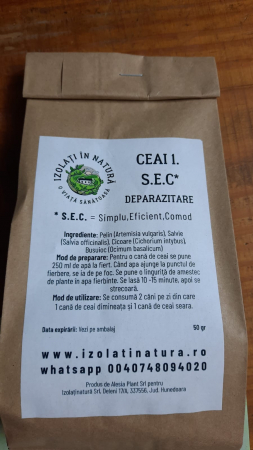 IZOLAȚI ÎN NATURĂ
O VIAȚĂ SĂNĂTOASĂ
CEAI 1.
S.E.C*
DEPARAZITARE
* S.E.C. = Simplu,Eficient,Comod
Ingrediente: Pelin (Artemisia vulgaris), Salvie
(Salvia officinalis), Cicoare (Cichorium intybus),
Busuioc (Ocimum basilicum)
Mod de preparare: Pentru o cană de ceai se pune
250 ml de apă la fiert. Când apa ajunge la punctul de
fierbere, se ia de pe foc. Se pune o linguriță de amestec
de plante în apa fierbinte. Se lasă 10 -15 minute, apoi se
strecoară.
Mod de utilizare: Se consumă 2 căni pe zi din care
1 cană de ceai dimineața și 1 cană de ceai seara.
Data expirării: Vezi pe ambalaj
50 gr
www.izolatinatura.ro
whatsapp 0040748094020
Produs de Alesia Plant Srl pentru
Izolatinatura Srl, Deleni 17A, 337556, Jud. Hunedoara